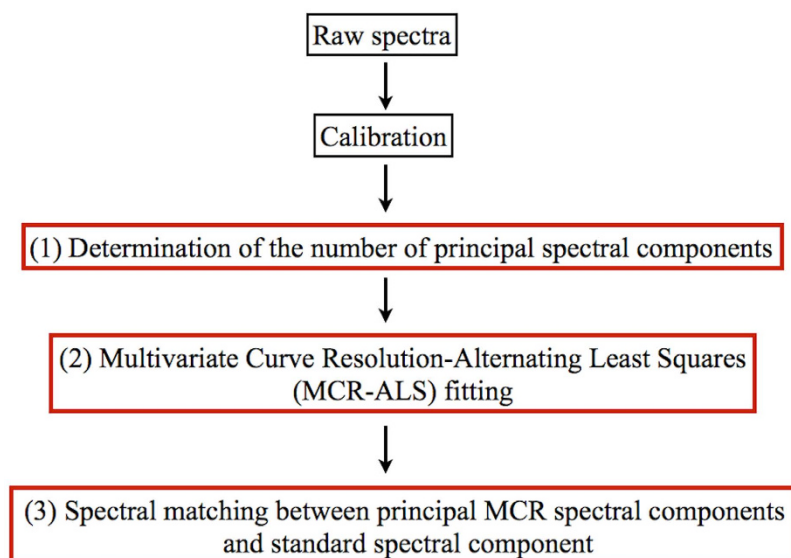 Raw spectra
Calibration
(1) Determination of the number of principal spectral components
(2) Multivariate Curve Resolution-Alternating Least Squares
(MCR-ALS) fitting
(3) Spectral matching between principal MCR spectral components
and standard spectral component